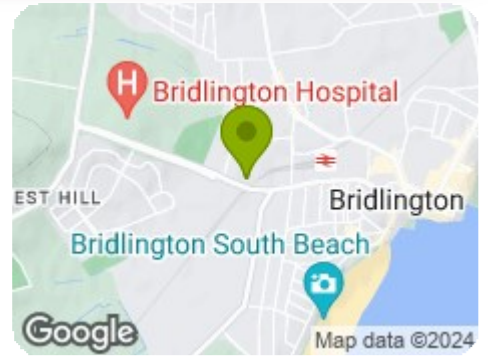 H
Bridlington Hospital
EST HILL
Bridlington
Bridlington South Beach
Google
Map data ©2024